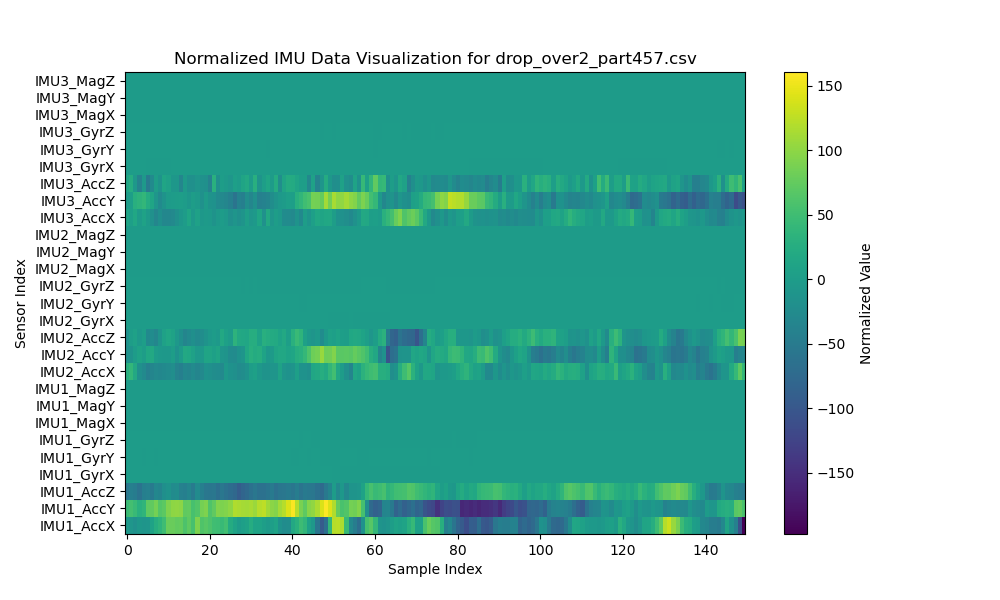 Normalized IMU Data Visualization for drop_over2_part457.csv
IMU3_MagZ
IMU3_MagY
IMU3_MagX
IMU3_GyrZ
IMU3_GyrY
IMU3_GyrX
IMU3_AccZ
IMU3_AccY
IMU3_AccX
IMU2_MagZ
IMU2_MagY
IMU2_MagX
IMU2_GyrZ
IMU2_GyrY
IMU2_GyrX
IMU2_AccZ
IMU2_AccY
IMU2_AccX
IMU1_MagZ
IMU1_MagY
IMU1_MagX
IMU1_GyrZ
IMU1_GyrY
IMU1_GyrX
IMU1_AccZ
IMU1_AccY
IMU1_AccX
Sensor Index
0 20 40 60 80 100 120 140
Sample Index
150
100
50
0
−50
−100
−150
Normalized Value